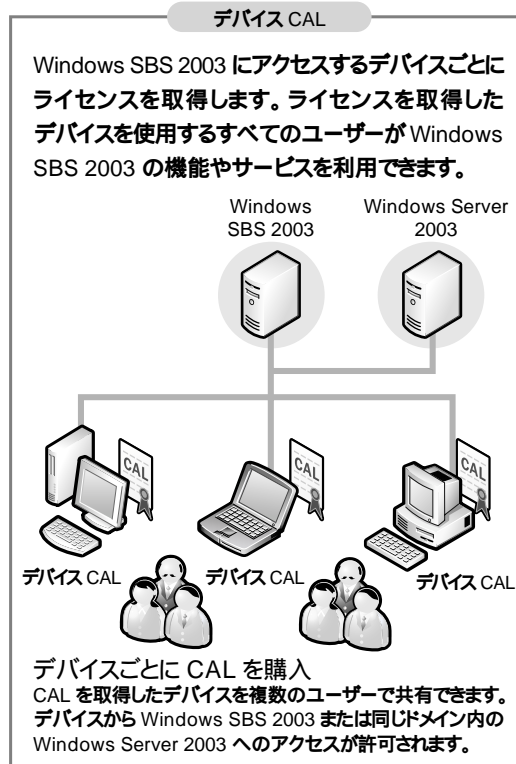 デバイス CAL
Windows SBS 2003 にアクセスするデバイスごとに
ライセンスを取得します。ライセンスを取得した
デバイスを使用するすべてのユーザーが Windows
SBS 2003 の機能やサービスを利用できます。
Windows
SBS 2003
Windows Server
2003
CAL
CAL
CAL
デバイス CAL
デバイス CAL
デバイス CAL
デバイスごとに CAL を購入
CAL を取得したデバイスを複数のユーザーで共有できます。
デバイスから Windows SBS 2003 または同じドメイン内の
Windows Server 2003 へのアクセスが許可されます。